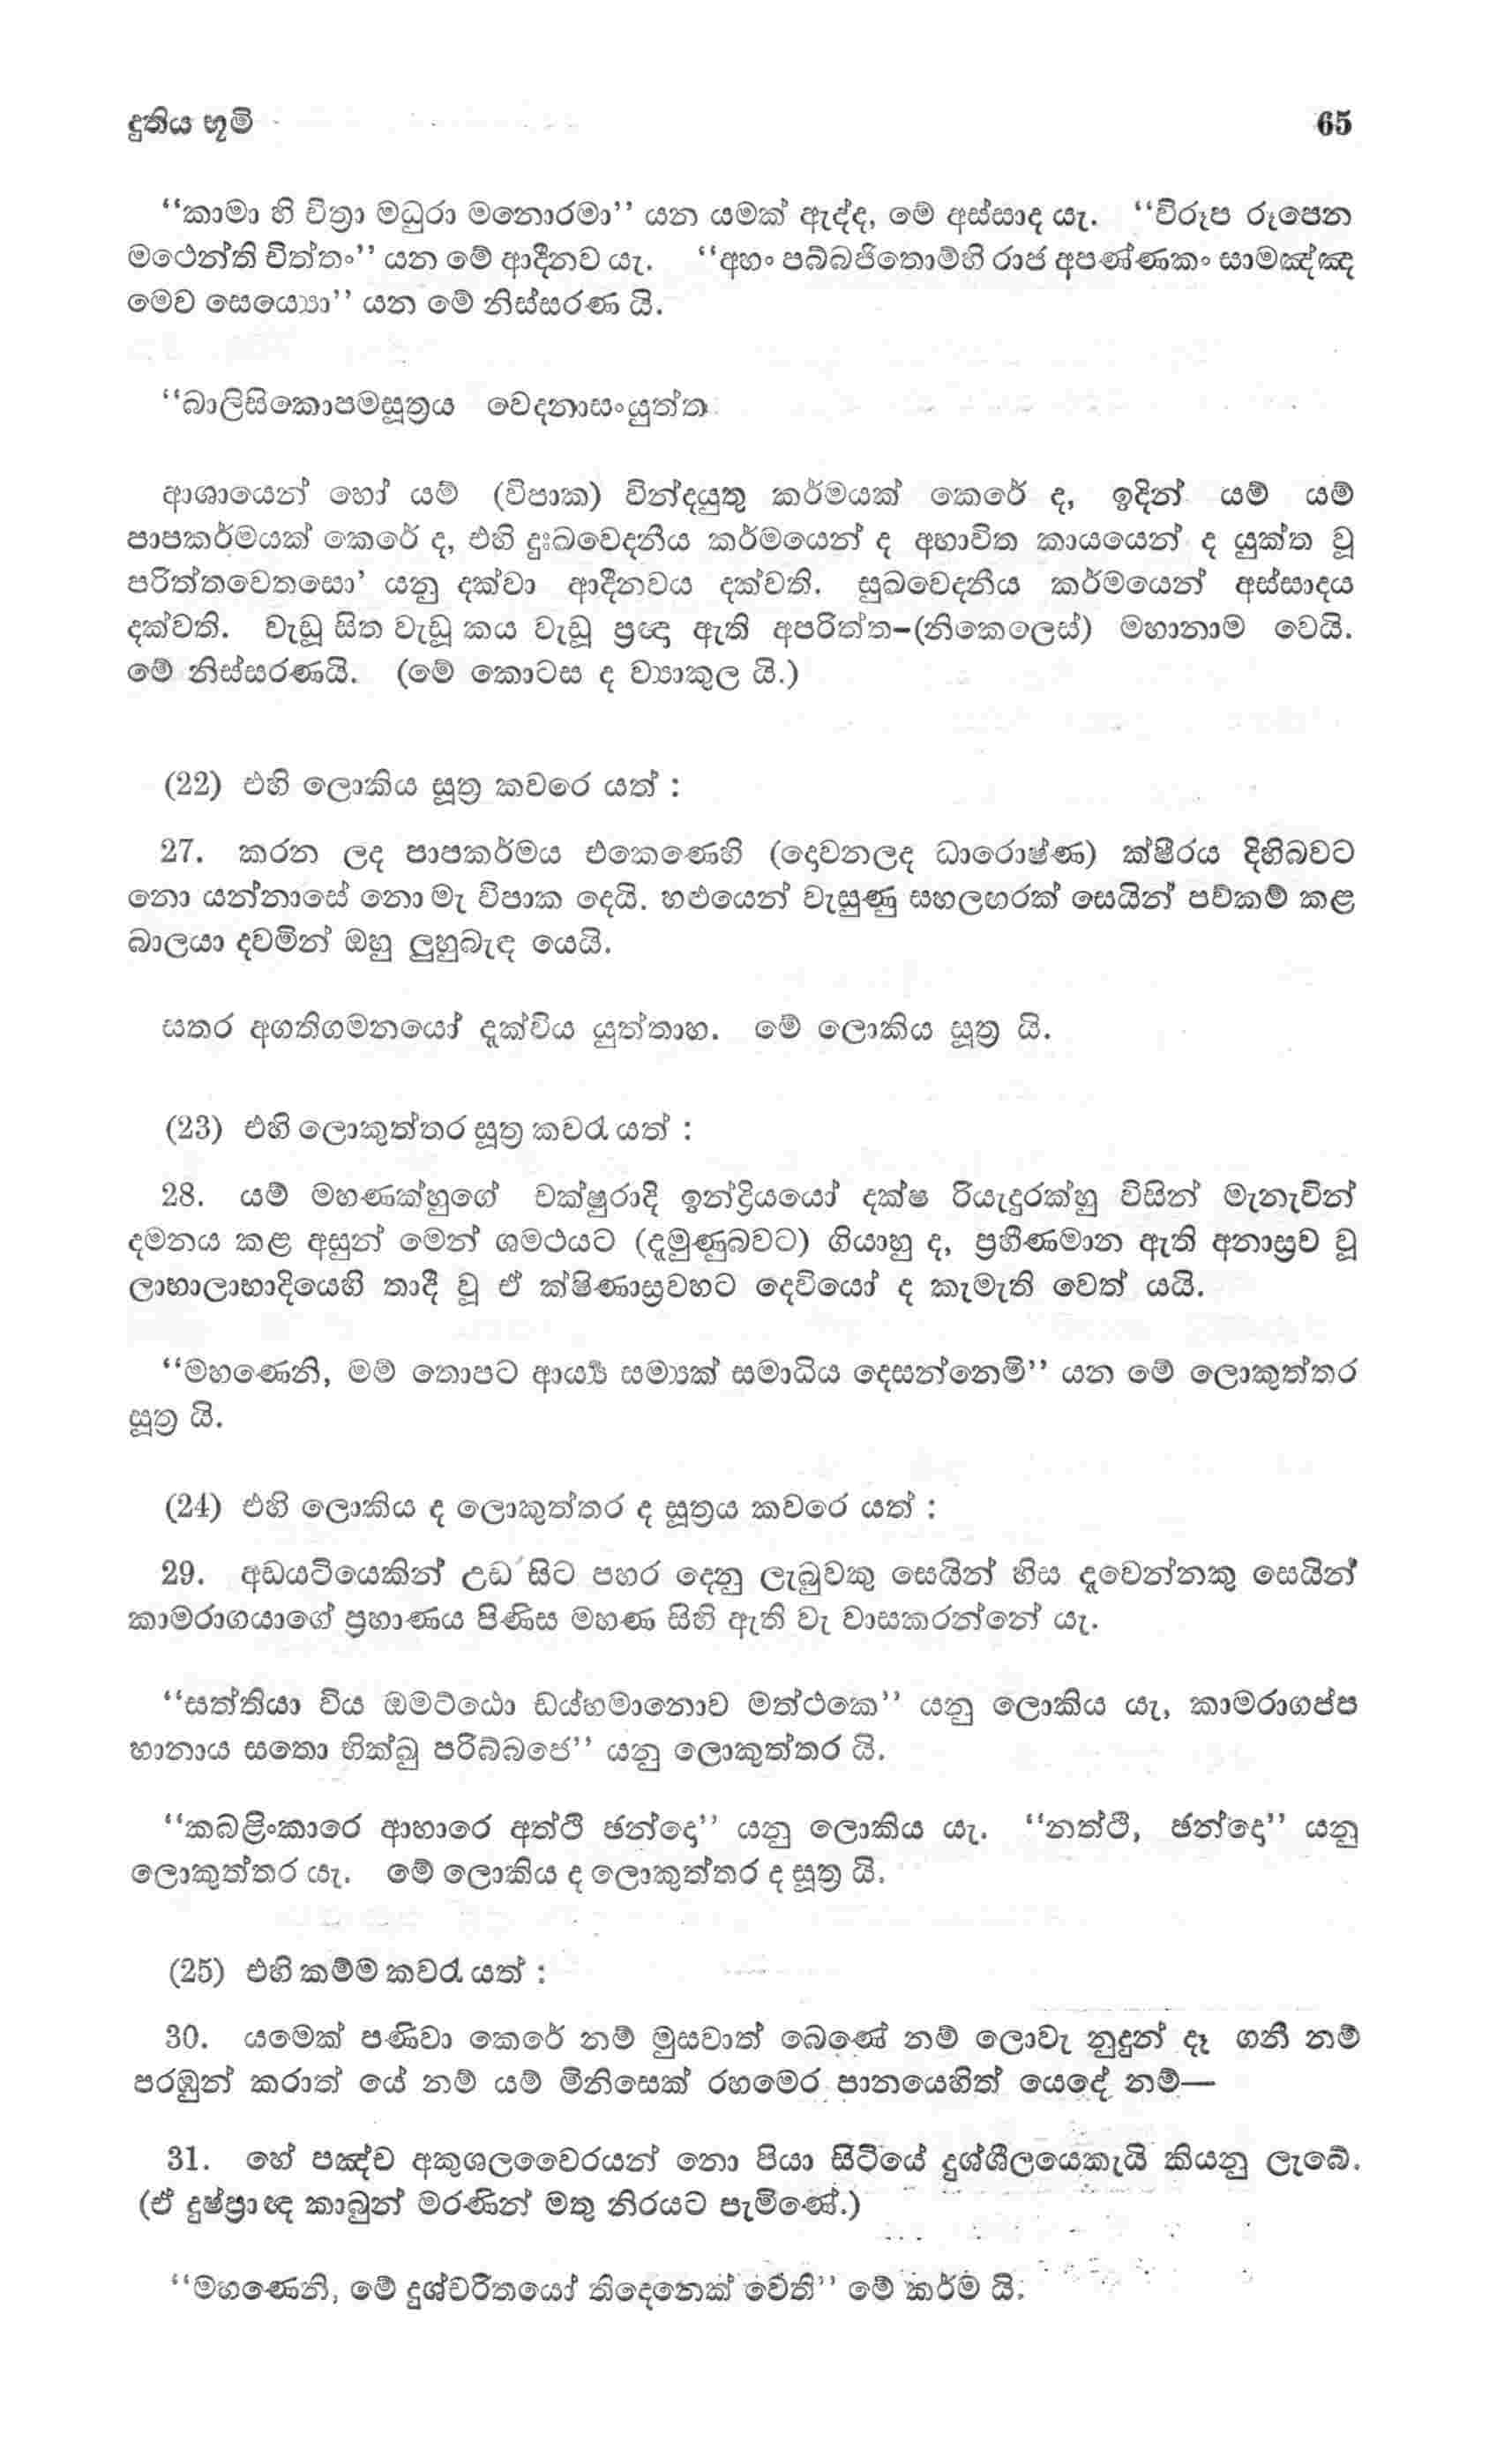 දුතිය භූමි 65
“කාමා හි චිත්‍රා මධුරා මනොරමා” යන යමක් ඇද්ද, මේ අස්සාද යැ. “විරූප රූපෙන
මථෙන්ති චිත්තං” යන මේ ආදීනව යැ. “අහං පබ්බජිතොම්හි රාජ අපණ්ණකං සාමඤ්ඤ
මෙව සෙය්‍යො” යන මේ නිස්සරණ යි.
“බාලිසිකොපමසූත්‍රය වෙදනාසංයුත්ත
ආශායෙන් හෝ යම් (විපාක) වින්දයුතු කර්මයක් කෙරේ ද, ඉදින් යම් යම්
පාපකර්මයක් කෙරේ ද, එහි දුඃඛවෙදනීය කර්මයෙන් ද අභාවිත කායයෙන් ද යුක්ත වූ
පරිත්තවෙතසො’ යනු දක්වා ආදීනවය දක්වති. සුඛවෙදනීය කර්මයෙන් අස්සාදය
දක්වති. වැඩූ සිත වැඩූ කය වැඩූ ප්‍රඥා ඇති අපරිත්ත–(නිකෙලෙස්) මහානාම වෙයි.
මේ නිස්සරණයි. (මේ කොටස ද ව්‍යාකුල යි.)
(22) එහි ලොකිය සූත්‍ර කවරෙ යත් :
27. කරන ලද පාපකර්මය එකෙණෙහි (දොවනලද ධාරොෂ්ණ) ක්ෂීරය දිහිබවට
නො යන්නාසේ නො මැ විපාක දෙයි. හළුයෙන් වැසුණු සහලඟරක් සෙයින් පව්කම් කළ
බාලයා දවමින් ඔහු ලුහුබැඳ යෙයි.
සතර අගතිගමනයෝ දැක්විය යුත්තාහ. මේ ලොකිය සූත්‍ර යි.
(23) එහි ලොකුත්තර සූත්‍ර කවරැ යත් :
28. යම් මහණක්හුගේ චක්ෂුරාදි ඉන්ද්‍රියයෝ දක්ෂ රියැදුරක්හු විසින් මැනැවින්
දමනය කළ අසුන් මෙන් ශමථයට (දැමුණුබවට) ගියාහු ද, ප්‍රහීණමාන ඇති අනාස්‍රව වූ
ලාභාලාභාදියෙහි තාදී වූ ඒ ක්ෂිණාස්‍රවහට දෙවියෝ ද කැමැති වෙත් යයි.
“මහණෙනි, මම් තොපට ආර්‍ය්‍ය සම්‍යක් සමාධිය දෙසන්නෙමි” යන මේ ලොකුත්තර
සූත්‍ර යි.
(24) එහි ලොකිය ද ලොකුත්තර ද සූත්‍රය කවරෙ යත් :
29. අඩයටියෙකින් උඩ සිට පහර දෙනු ලැබුවකු සෙයින් හිස දැවෙන්නකු සෙයින්
කාමරාගයාගේ ප්‍රහාණය පිණිස මහණ සිහි ඇති වැ වාසකරන්නේ යැ.
“සත්තියා විය ඔමට්ඨො ඩය්හමානොව මත්ථකෙ” යනු ලොකිය යැ, කාමරාගප්ප
හානාය සතො භික්ඛු පරිබ්බජෙ” යනු ලොකුත්තර යි.
“කබළිංකාරෙ ආහාරෙ අත්ථි ඡන්දො” යනු ලොකිය යැ. “නත්ථි, ඡන්දො” යනු
ලොකුත්තර යැ. මේ ලොකිය ද ලොකුත්තර ද සූත්‍ර යි.
(25) එහි කම්ම කවරැ යත් :
30. යමෙක් පණිවා කෙරේ නම් මුසවාත් බෙණේ නම් ලොවැ නුදුන් දෑ ගනී නම්
පරඹුන් කරාත් යේ නම් යම් මිනිසෙක් රහමෙර පානයෙහිත් යෙදේ නම්—
31. හේ පඤ්ච අකුශලවෛරයන් නො පියා සිටියේ දුශ්ශීලයෙකැයි කියනු ලැබේ.
(ඒ දුෂ්ප්‍රාඥ කාබුන් මරණින් මතු නිරයට පැමිණේ.)
“මහණෙනි, මේ දුශ්චරිතයෝ තිදෙනෙක් වෙති” මේ කර්ම යි.